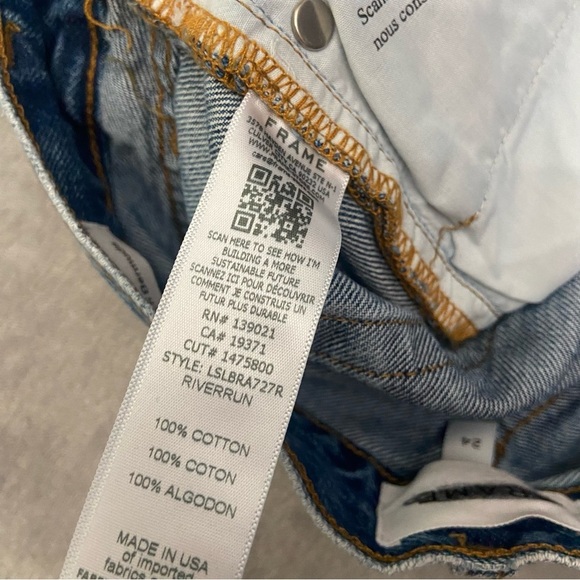 Scan
nous cons
FRAME
SCAN HERE TO SEE HOW I'M
BUILDING A MORE
SUSTAINABLE FUTURE
SCANNEZ ICI POUR DÉCOUVRIR
COMMENT JE CONSTRUIS UN
FUTUR PLUS DURABLE
RN# 139021
CA# 19371
CUT# 1475800
STYLE: LSLBRA727R
RIVERRUN
100% COTTON
100% COTON
100% ALGODON
MADE IN USA
of imported
fabrics
24
FRAME